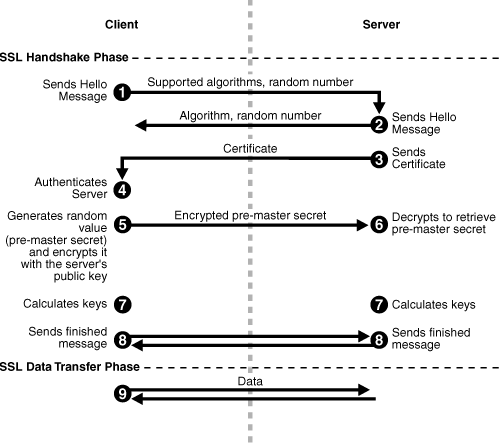 Client Server
SSL Handshake Phase
Sends Hello
Message
1
Supported algorithms, random number
Algorithm, random number
2
Sends Hello
Message
Certificate
3
Sends
Certificate
4
Authenticates
Server
Generates random
value
(pre-master secret)
and encrypts it
with the server's
public key
5
Encrypted pre-master secret
6
Decrypts to retrieve
pre-master secret
Calculates keys
7
7
Calculates keys
Sends finished
message
8
8
Sends finished
message
SSL Data Transfer Phase
Data
9